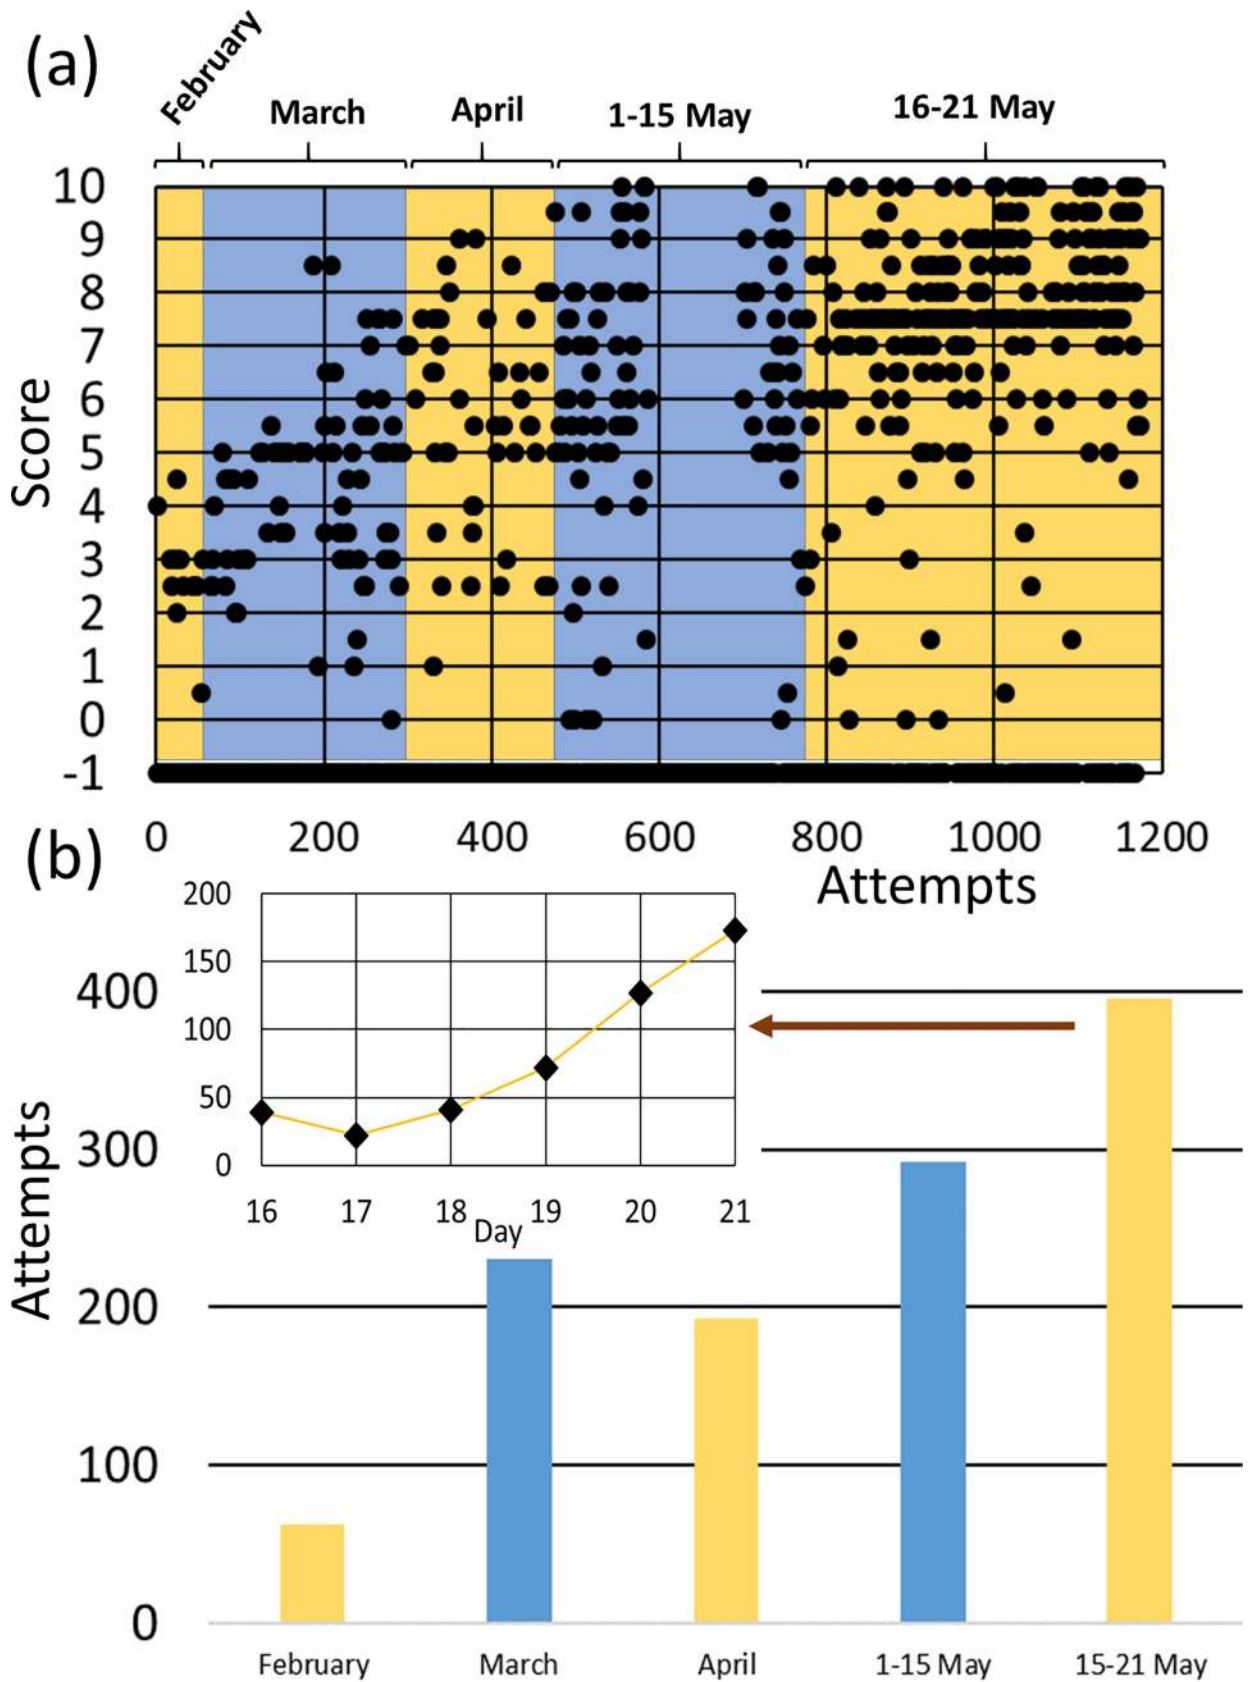 (a)
February
March
April
1-15 May
16-21 May
Score
10
9
8
7
6
5
4
3
2
1
0
-1
0 200 400 600 800 1000 1200
Attempts
(b)
Attempts
400
300
200
100
0
200
150
100
50
0
16 17 18 19 20 21
Day
February March April 1-15 May 15-21 May